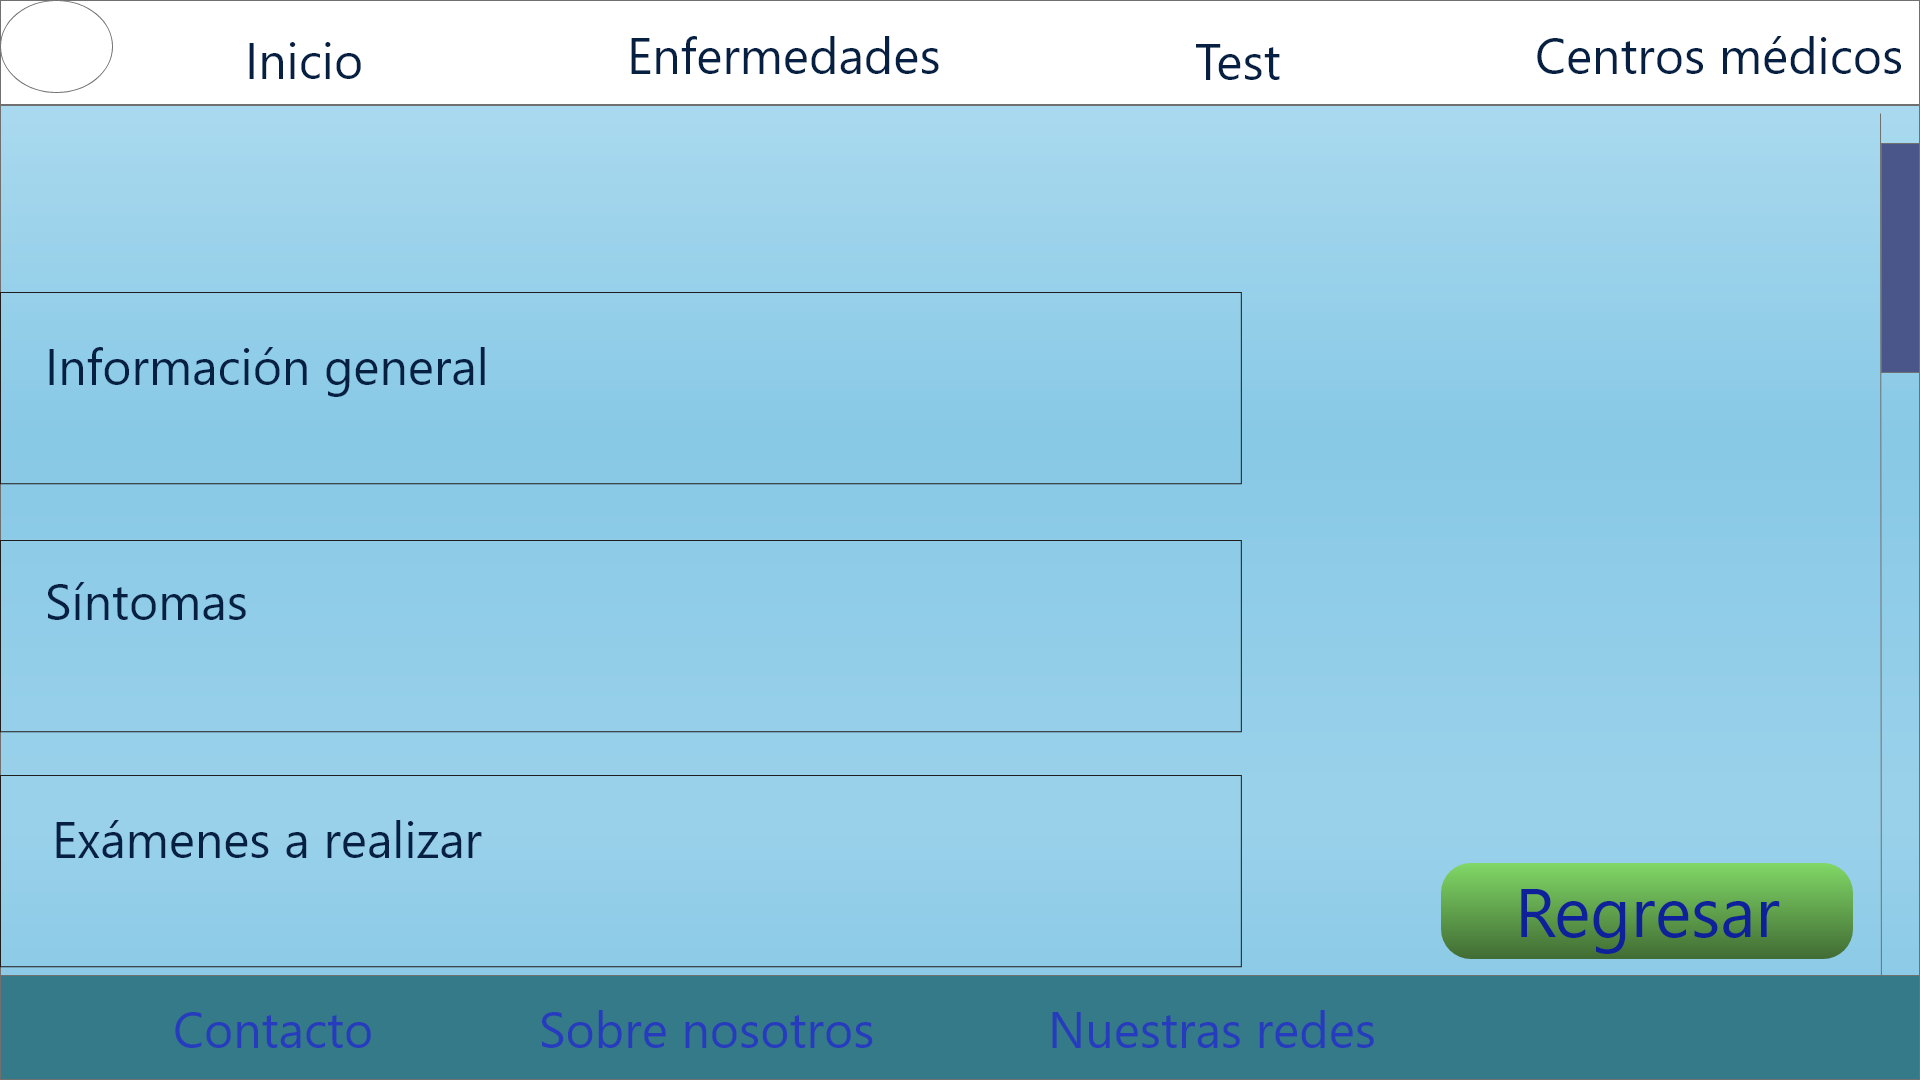 Inicio
Enfermedades
Test
Centros médicos
Información general
Síntomas
Exámenes a realizar
Regresar
Contacto
Sobre nosotros
Nuestras redes